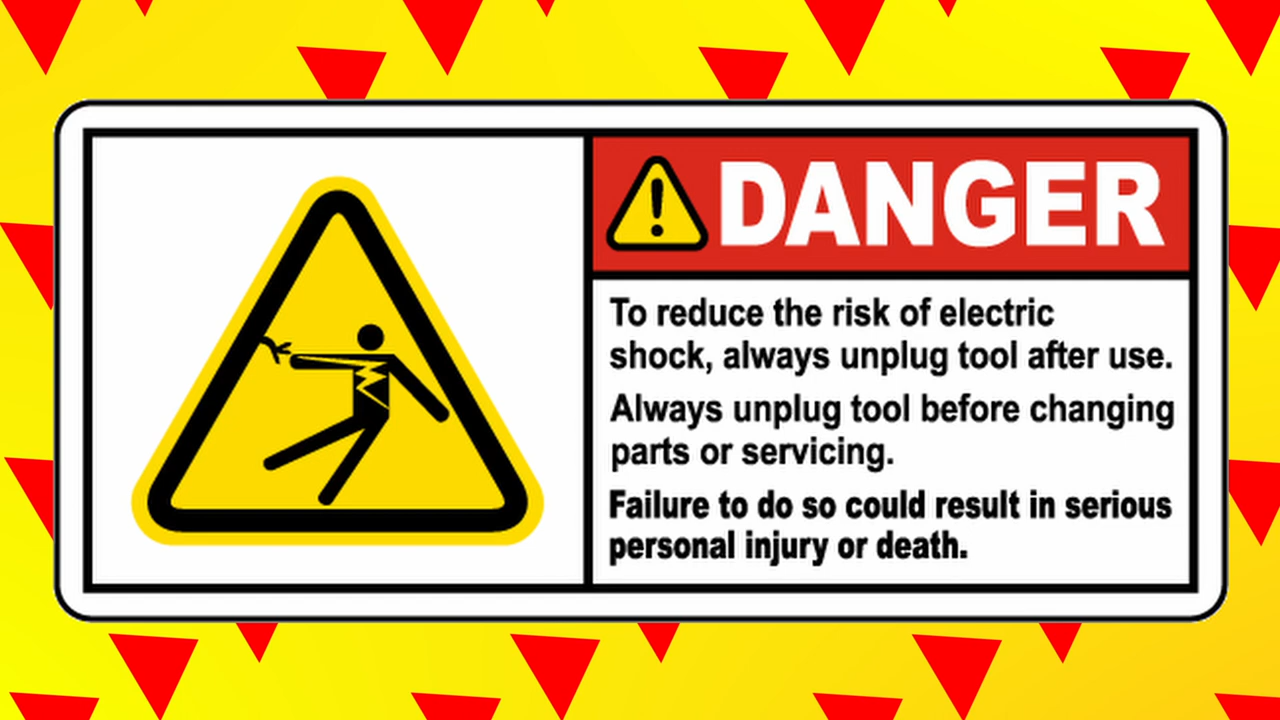 DANGER
To reduce the risk of electric
shock, always unplug tool after use.
Always unplug tool before changing
parts or servicing.
Failure to do so could result in serious
personal injury or death.